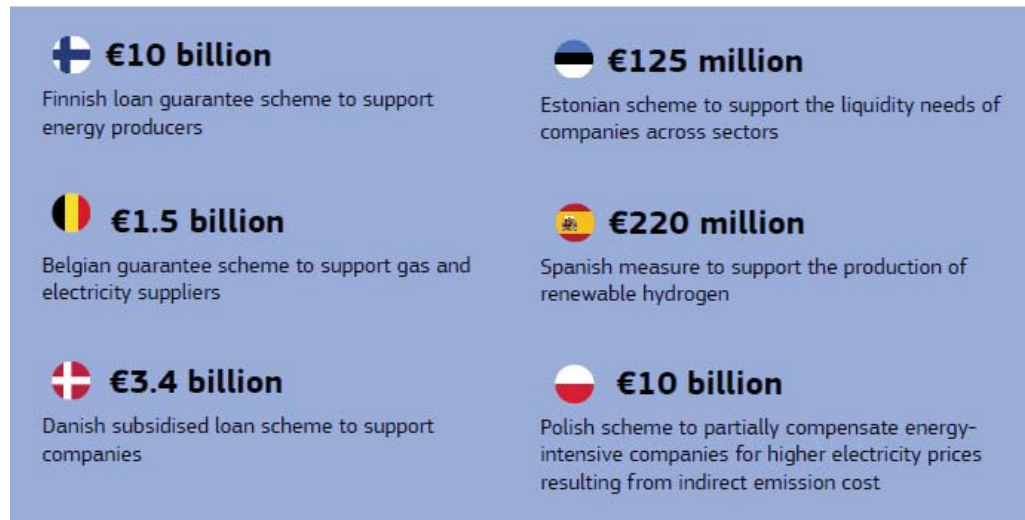 €10 billion
Finnish loan guarantee scheme to support
energy producers
€1.5 billion
Belgian guarantee scheme to support gas and
electricity suppliers
€3.4 billion
Danish subsidised loan scheme to support
companies
€125 million
Estonian scheme to support the liquidity needs of
companies across sectors
€220 million
Spanish measure to support the production of
renewable hydrogen
€10 billion
Polish scheme to partially compensate energy-
intensive companies for higher electricity prices
resulting from indirect emission cost